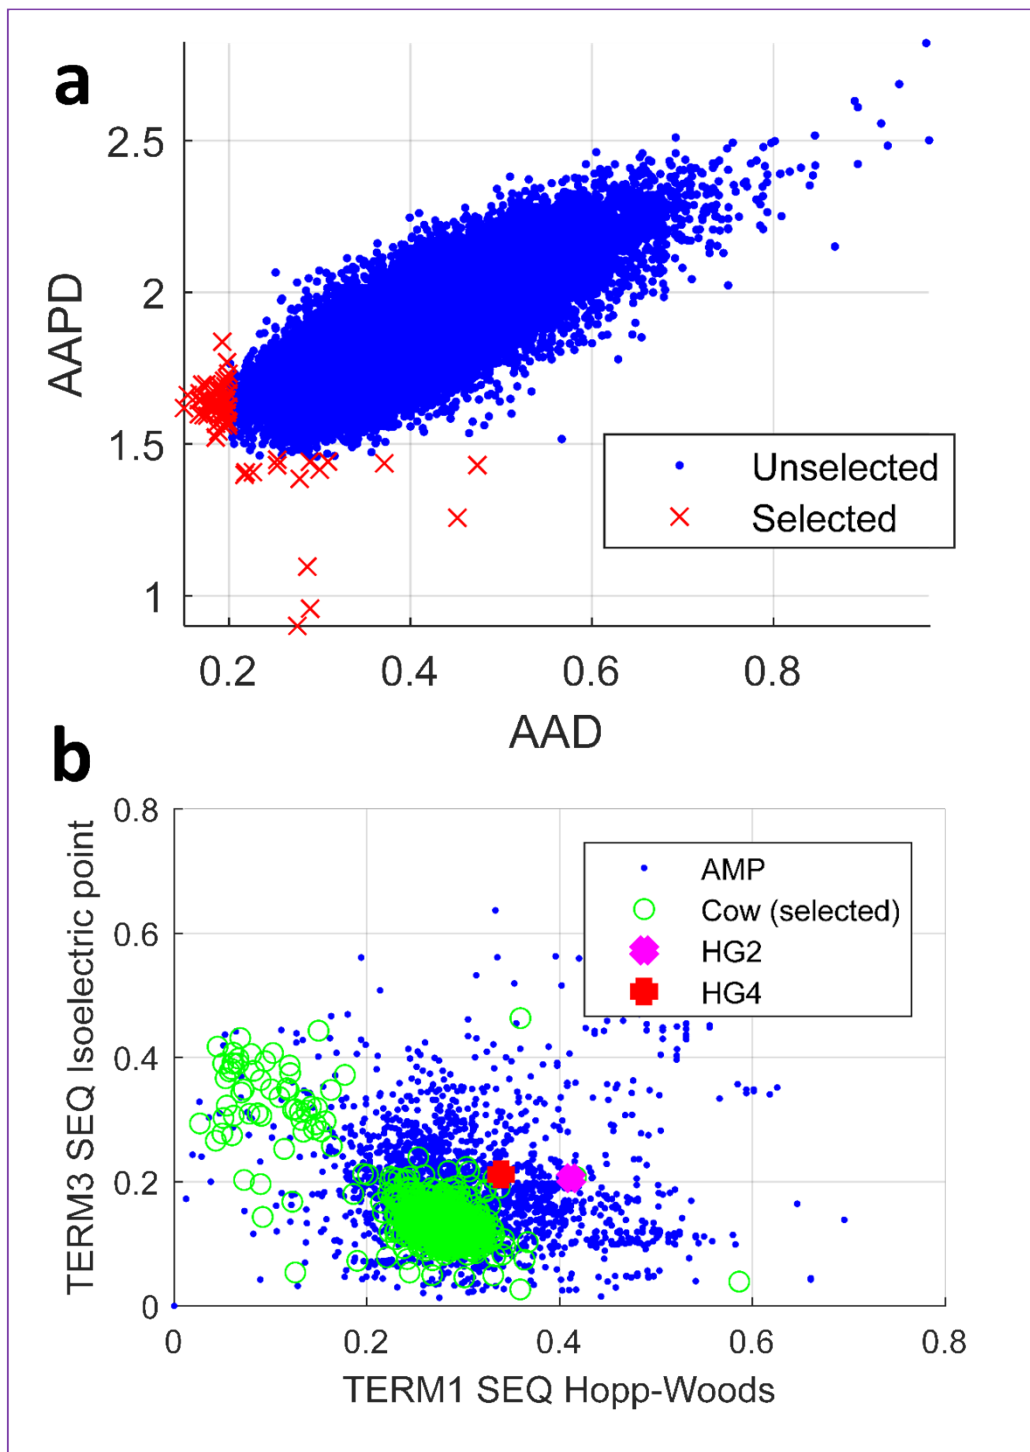 a
2.5
2
1.5
1
AAPD
Unselected
Selected
0.2 0.4 0.6 0.8
AAD
b
0.8
0.6
0.4
0.2
0
TERM3 SEQ Isoelectric point
AMP
Cow (selected)
HG2
HG4
0 0.2 0.4 0.6 0.8
TERM1 SEQ Hopp-Woods